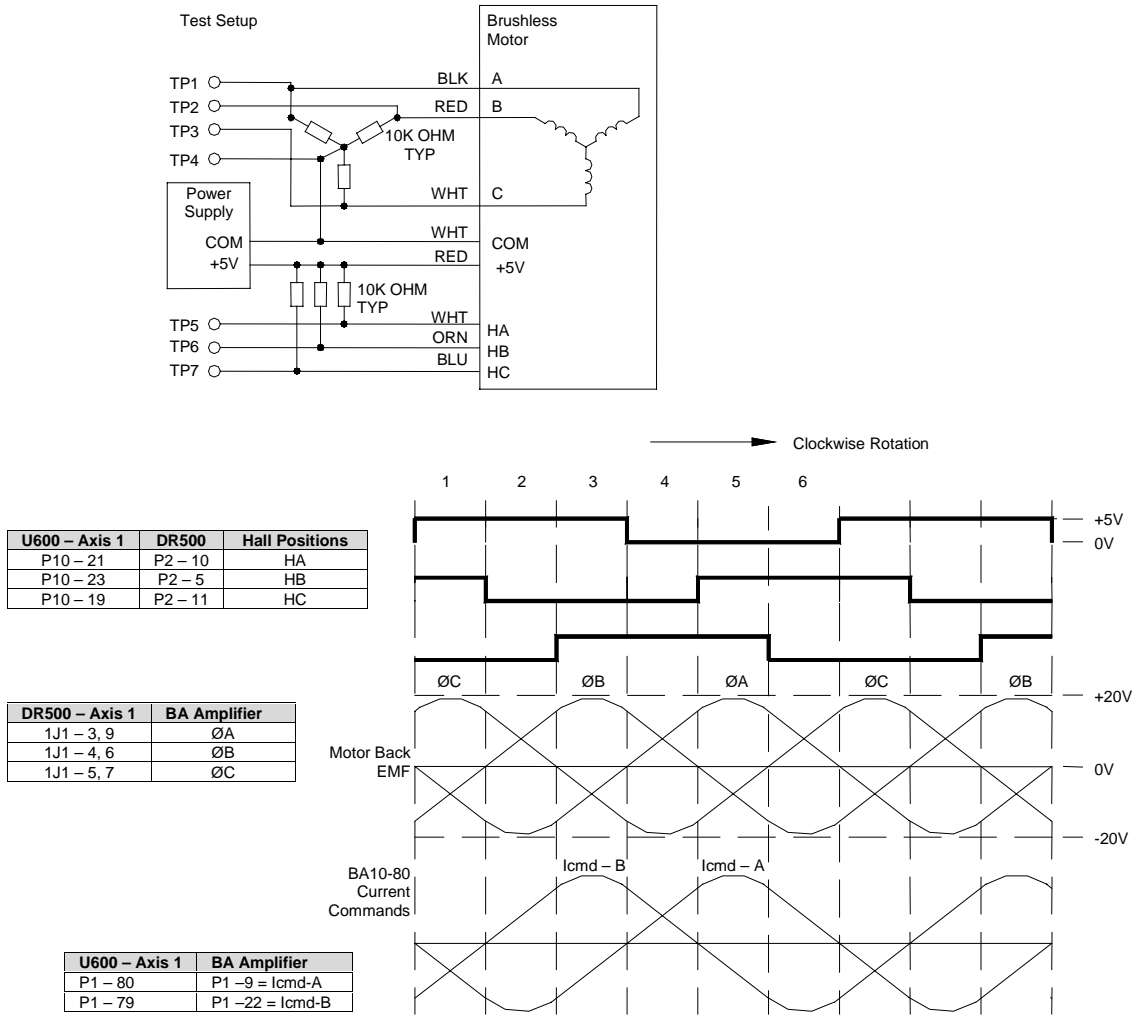 Test Setup
Brushless
Motor
TP1
BLK
A
TP2
RED
B
TP3
10K OHM
TYP
TP4
WHT
C
Power
Supply
COM
WHT
COM
+5V
RED
+5V
10K OHM
TYP
TP5
WHT
HA
TP6
ORN
HB
TP7
BLU
HC
Clockwise Rotation
1 2 3 4 5 6
+5V
0V
U600 – Axis 1 DR500 Hall Positions
P10 – 21 P2 – 10 HA
P10 – 23 P2 – 5 HB
P10 – 19 P2 – 11 HC
ØC ØB ØA ØC ØB
+20V
DR500 – Axis 1 BA Amplifier
1J1 – 3, 9 ØA
1J1 – 4, 6 ØB
1J1 – 5, 7 ØC
Motor Back
EMF
0V
-20V
BA10-80
Current
Commands
Icmd – B Icmd – A
U600 – Axis 1 BA Amplifier
P1 – 80 P1 –9 = Icmd-A
P1 – 79 P1 –22 = Icmd-B